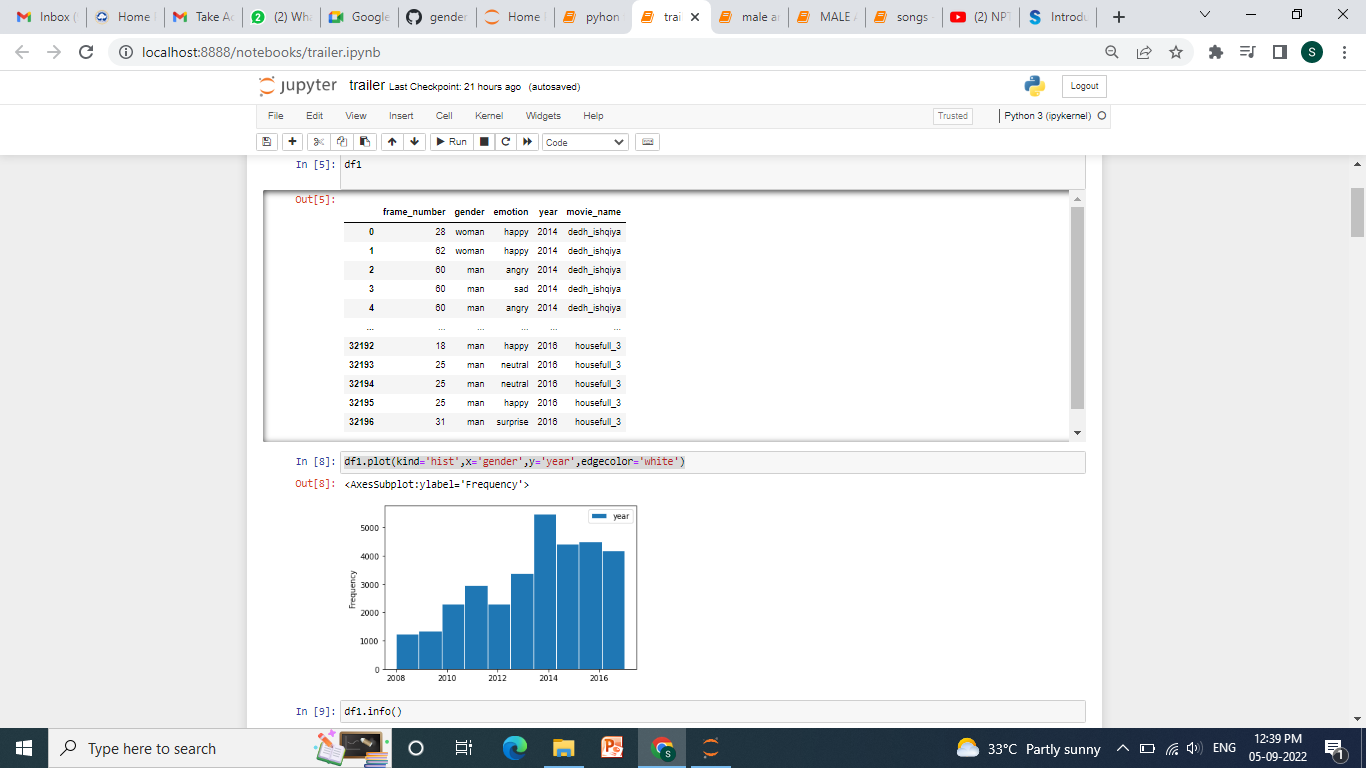 Inbox (
Home
Take Ac
(2) Wha
Google
gender
Home
pyhon
trai
male a
MALE
songs
(2) NPT
Introdu
localhost:8888/notebooks/trailer.ipynb
S
jupyter trailer Last Checkpoint: 21 hours ago (autosaved)
Logout
File Edit View Insert Cell Kernel Widgets Help
Trusted
Python 3 (ipykernel)
Run
Code
In [5]: df1
Out[5]:
frame_number gender emotion year movie_name
0 28 woman happy 2014 dedh_ishqiya
1 62 woman happy 2014 dedh_ishqiya
2 60 man angry 2014 dedh_ishqiya
3 60 man sad 2014 dedh_ishqiya
4 60 man angry 2014 dedh_ishqiya
... ... ... ... ... ...
32192 18 man happy 2016 housefull_3
32193 25 man neutral 2016 housefull_3
32194 25 man neutral 2016 housefull_3
32195 25 man happy 2016 housefull_3
32196 31 man surprise 2016 housefull_3
In [8]: df1.plot(kind='hist',x='gender',y='year',edgecolor='white')
Out[8]: <AxesSubplot:ylabel='Frequency'>
year
5000
4000
3000
2000
1000
0
Frequency
2008 2010 2012 2014 2016
In [9]: df1.info()
Type here to search
33°C Partly sunny
ENG
12:39 PM
05-09-2022
1